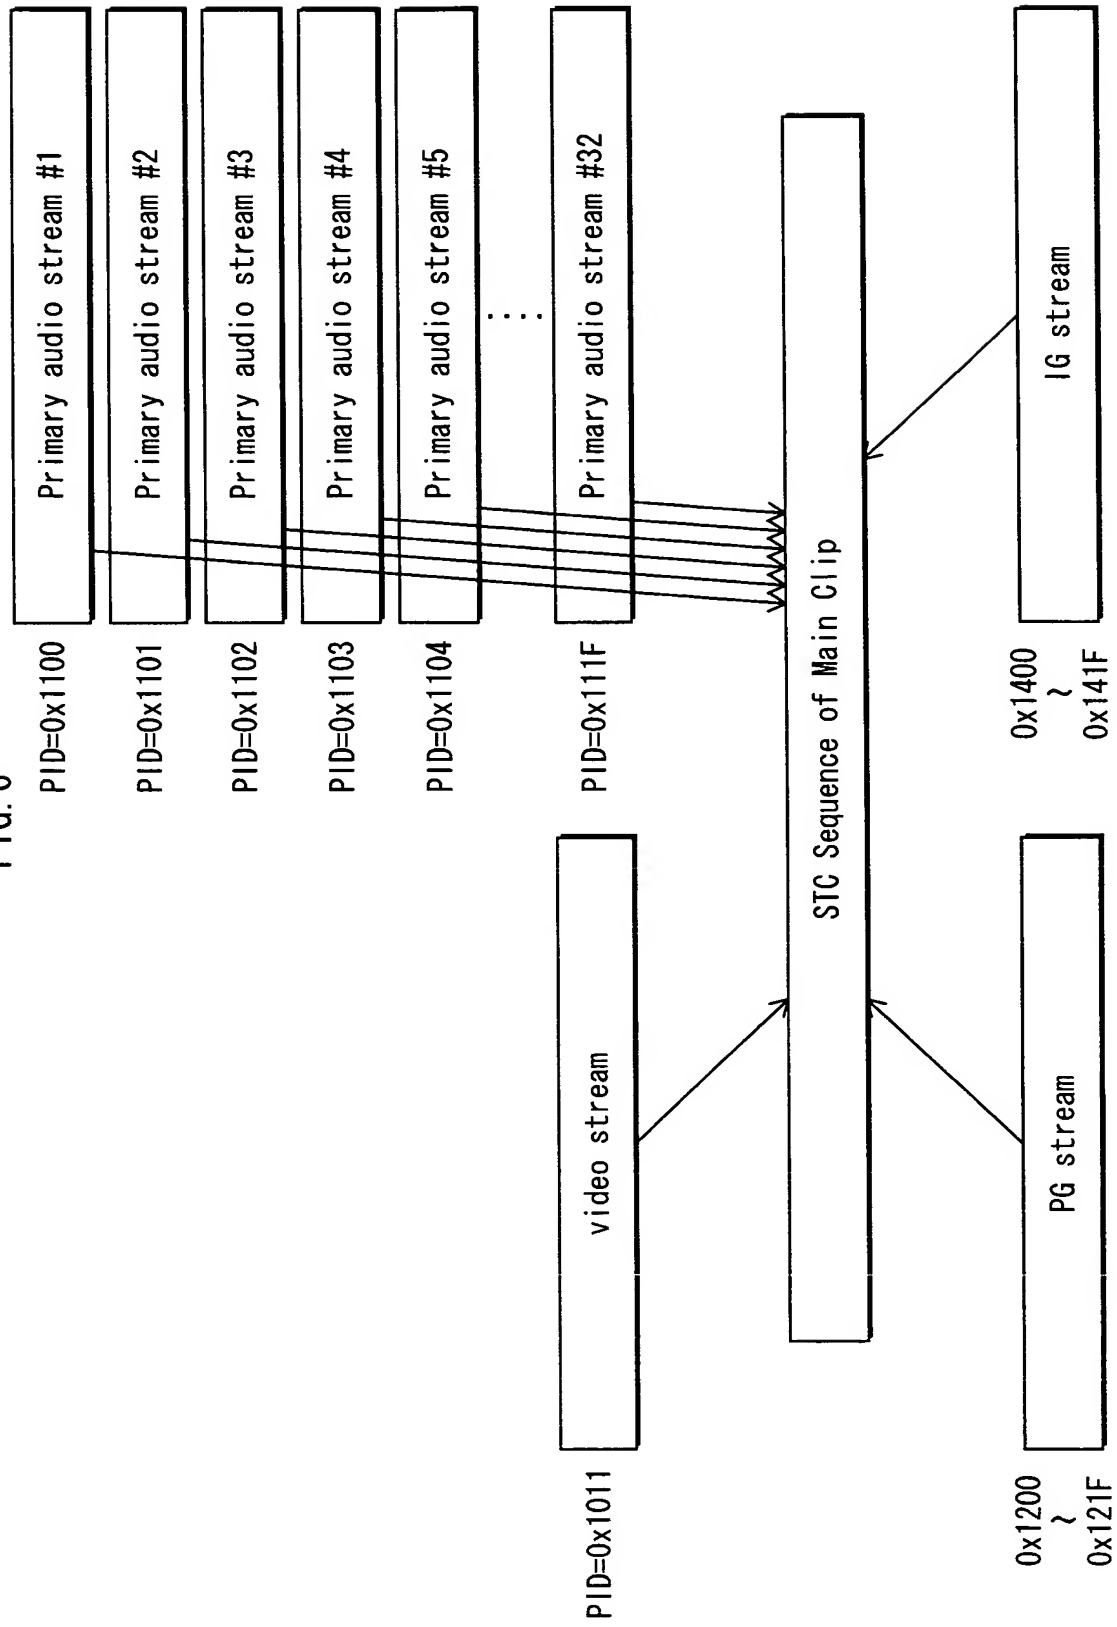 PID=0x1100
Primary audio stream #1
PID=0x1101
Primary audio stream #2
PID=0x1102
Primary audio stream #3
PID=0x1103
Primary audio stream #4
PID=0x1104
Primary audio stream #5
....
PID=0x1011
video stream
PID=0x111F
Primary audio stream #32
STC Sequence of Main Clip
0x1200
~
0x121F
PG stream
0x1400
~
0x141F
IG stream